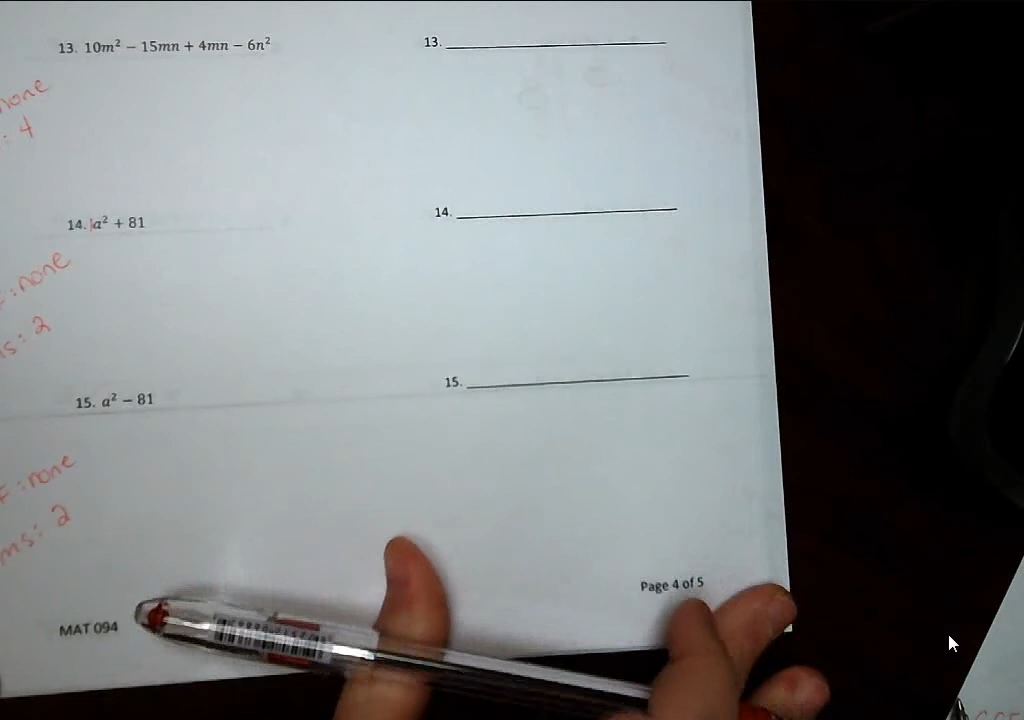 13. 10m² − 15mn + 4mn − 6n²
13.
none
: 4
14. a² + 81
14.
: none
s: 2
15. a² − 81
15.
F : none
ms: 2
Page 4 of 5
MAT 094